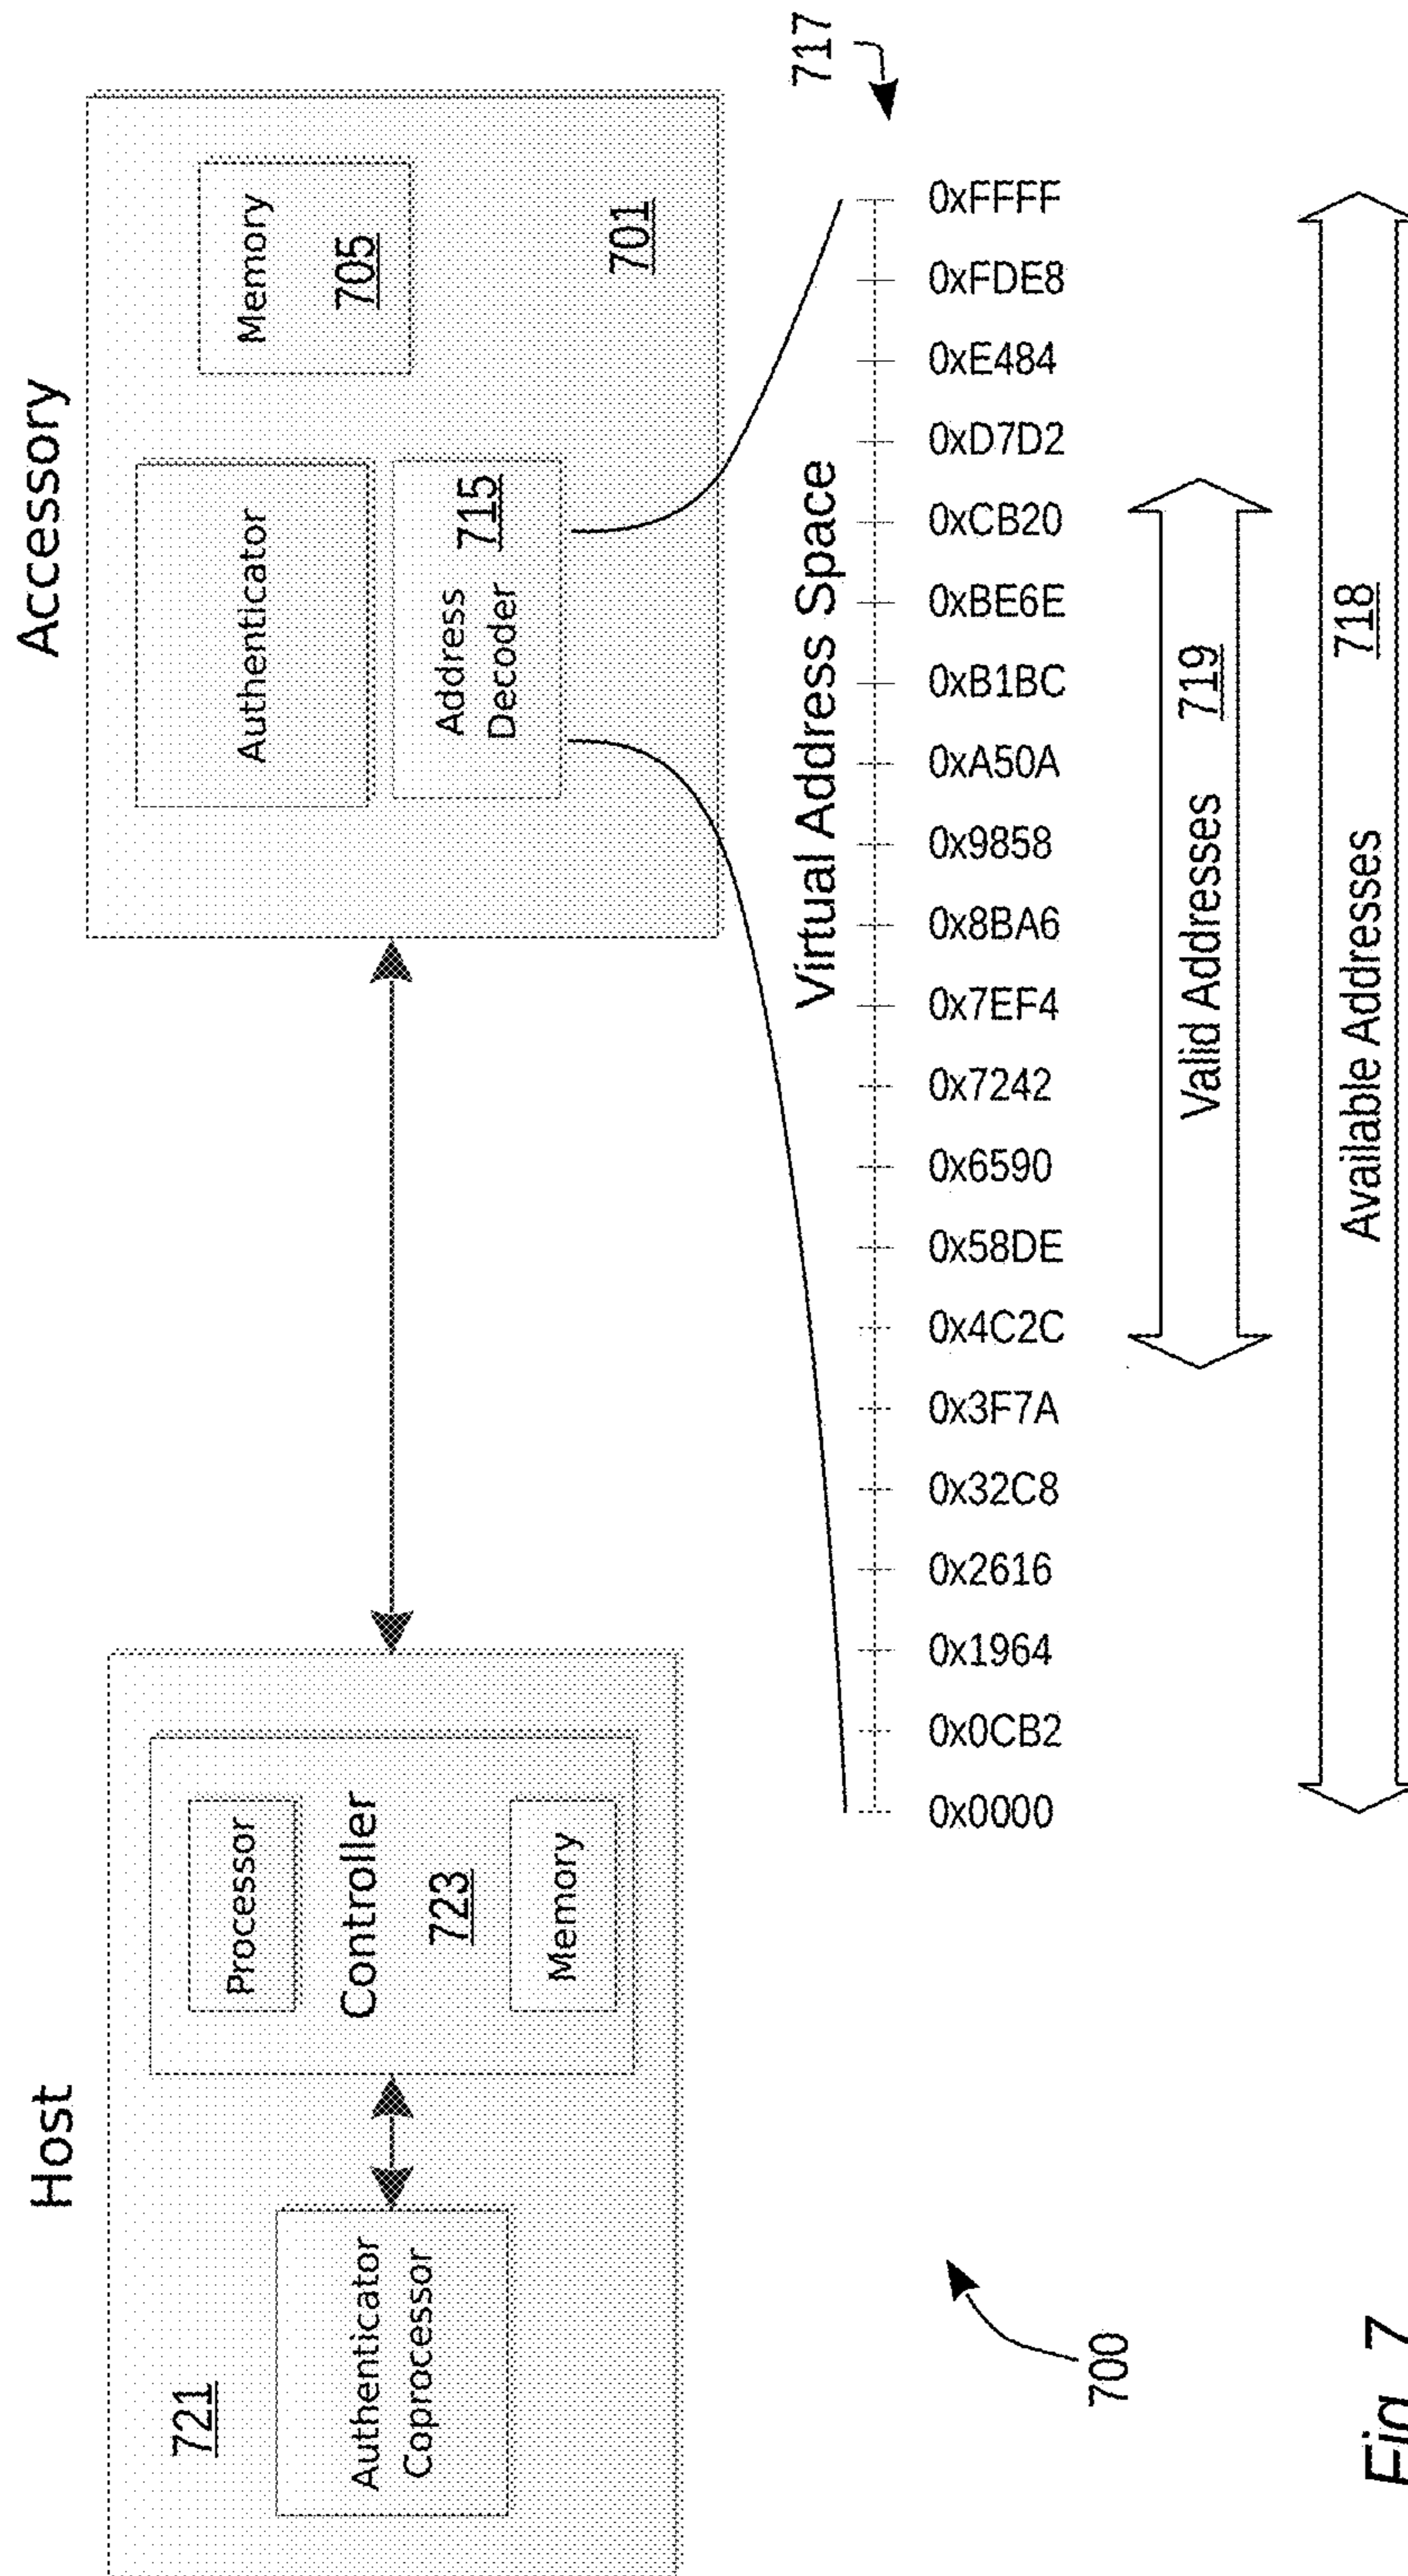 Host
Accessory
721
Authenticator
Coprocessor
Processor
Controller
723
Memory
Authenticator
Address
Decoder
715
Memory
705
701
Virtual Address Space
717
0x0000
0x0CB2
0x1964
0x2616
0x32C8
0x3F7A
0x4C2C
0x58DE
0x6590
0x7242
0x7EF4
0x8BA6
0x9858
0xA50A
0xB1BC
0xBE6E
0xCB20
0xD7D2
0xE484
0xFDE8
0xFFFF
Valid Addresses 719
Available Addresses 718
700
Fig. 7